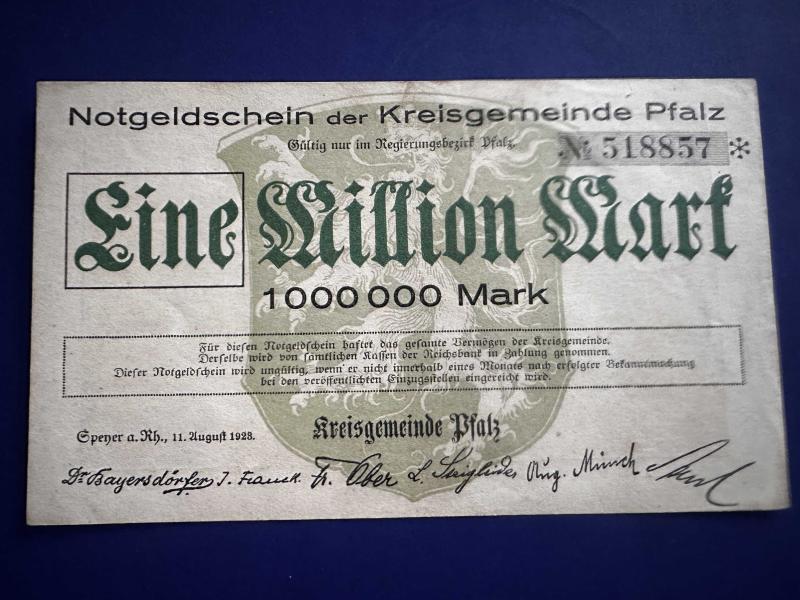 Notgeldschein der Kreisgemeinde Pfalz
Gültig nur im Regierungsbezirk Pfalz.
№ 518857 *
Eine Million Mark
1000000 Mark
Für diesen Notgeldschein haftet das gesamte Vermögen der Kreisgemeinde.
Derselbe wird von sämtlichen Kassen der Reichsbank in Zahlung genommen.
Dieser Notgeldschein wird ungültig, wenn er nicht innerhalb eines Monats nach erfolgter Bekanntmachung
bei den veröffentlichten Einzugsstellen eingereicht wird.
Speyer a. Rh., 11. August 1923.
Kreisgemeinde Pfalz
Dr Bayersdörfer J. Franck Fr. Ober L. Aug. Münch